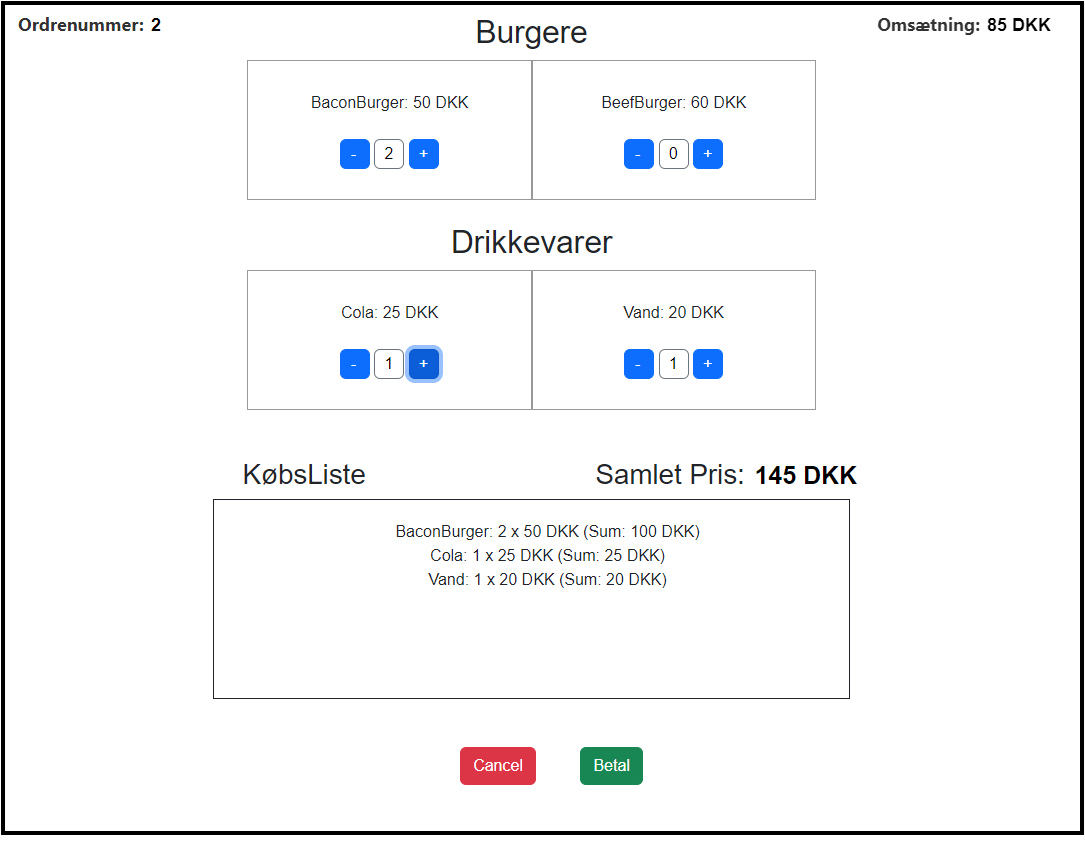 Ordrenummer: 2
Burgere
Omsætning: 85 DKK
BaconBurger: 50 DKK
BeefBurger: 60 DKK
- 2 +
- 0 +
Drikkevarer
Cola: 25 DKK
Vand: 20 DKK
- 1 +
- 1 +
KøbsListe
Samlet Pris: 145 DKK
BaconBurger: 2 x 50 DKK (Sum: 100 DKK)
Cola: 1 x 25 DKK (Sum: 25 DKK)
Vand: 1 x 20 DKK (Sum: 20 DKK)
Cancel
Betal